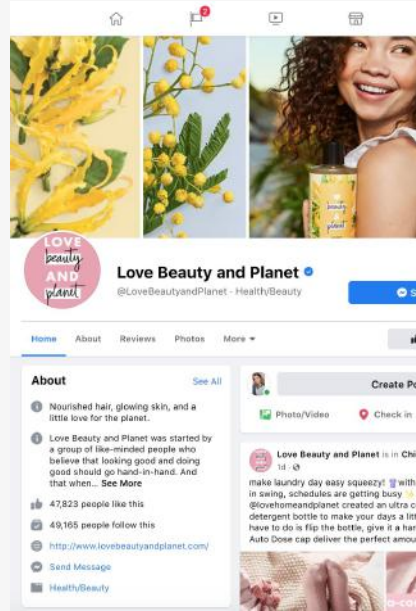 2
beauty
planet
LOVE
beauty
AND
planet
Love Beauty and Planet
@LoveBeautyandPlanet · Health/Beauty
Home About Reviews Photos More
About See All
Nourished hair, glowing skin, and a
little love for the planet.
Love Beauty and Planet was started by
a group of like-minded people who
believe that looking good and doing
good should go hand-in-hand. And
that when... See More
47,823 people like this
49,165 people follow this
http://www.lovebeautyandplanet.com/
Send Message
Health/Beauty
Create
Photo/Video Check in
Love Beauty and Planet is in
1d ·
make laundry day easy squeezy! with
in swing, schedules are getting busy
@lovehomeandplanet created an ultra
detergent bottle to make your days a
have to do is flip the bottle, give it a
Auto Dose cap deliver the perfect